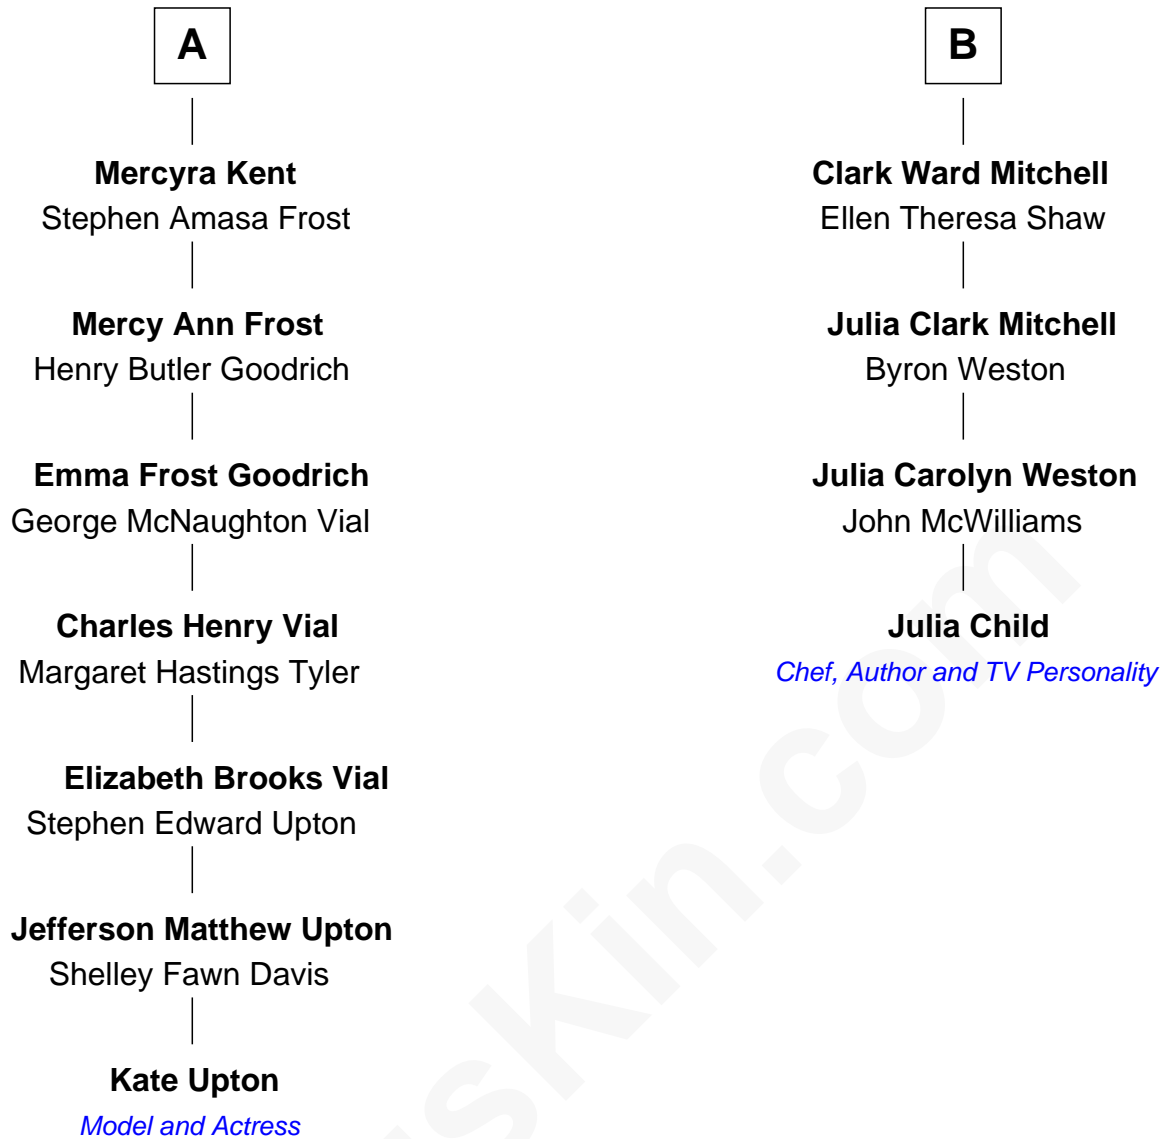 A
Mercyra Kent
Stephen Amasa Frost
Mercy Ann Frost
Henry Butler Goodrich
Emma Frost Goodrich
George McNaughton Vial
Charles Henry Vial
Margaret Hastings Tyler
Elizabeth Brooks Vial
Stephen Edward Upton
Jefferson Matthew Upton
Shelley Fawn Davis
Kate Upton
Model and Actress
B
Clark Ward Mitchell
Ellen Theresa Shaw
Julia Clark Mitchell
Byron Weston
Julia Carolyn Weston
John McWilliams
Julia Child
Chef, Author and TV Personality